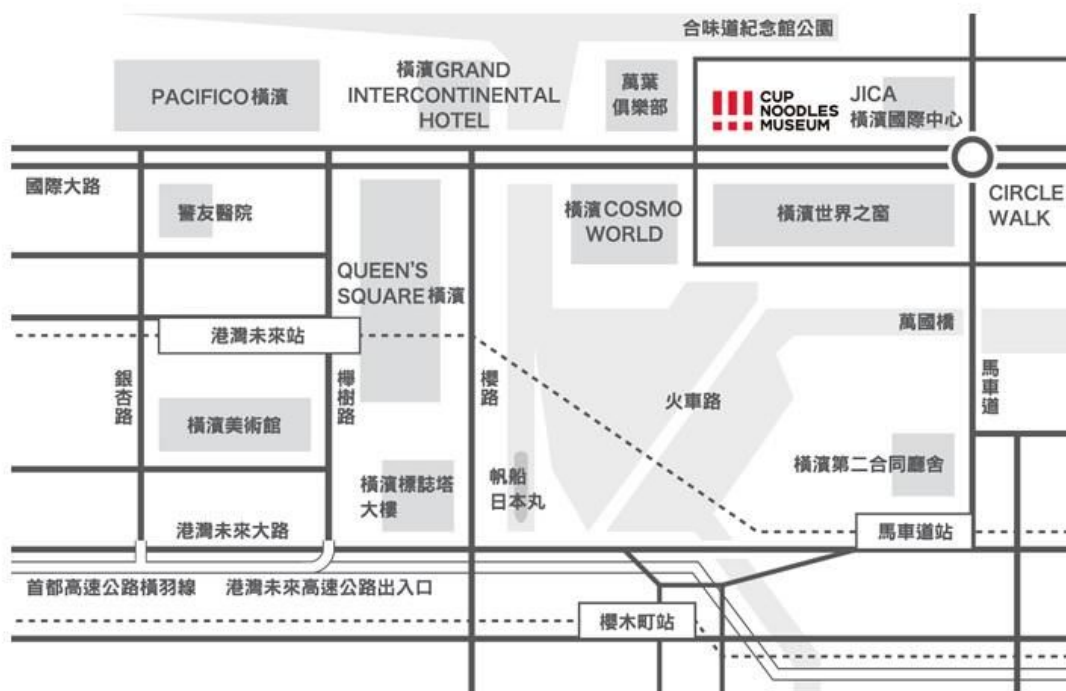 合味道紀念館公園
PACIFICO橫濱
橫濱GRAND
INTERCONTINENTAL
HOTEL
萬葉
俱樂部
CUP
NOODLES
MUSEUM
JICA
橫濱國際中心
國際大路
警友醫院
橫濱COSMO
WORLD
橫濱世界之窗
CIRCLE
WALK
QUEEN'S
SQUARE橫濱
港灣未來站
萬國橋
銀杏路
櫸樹路
櫻路
火車路
馬車道
橫濱美術館
橫濱標誌塔
大樓
帆船
日本丸
橫濱第二合同廳舍
港灣未來大路
馬車道站
首都高速公路橫羽線
港灣未來高速公路出入口
櫻木町站